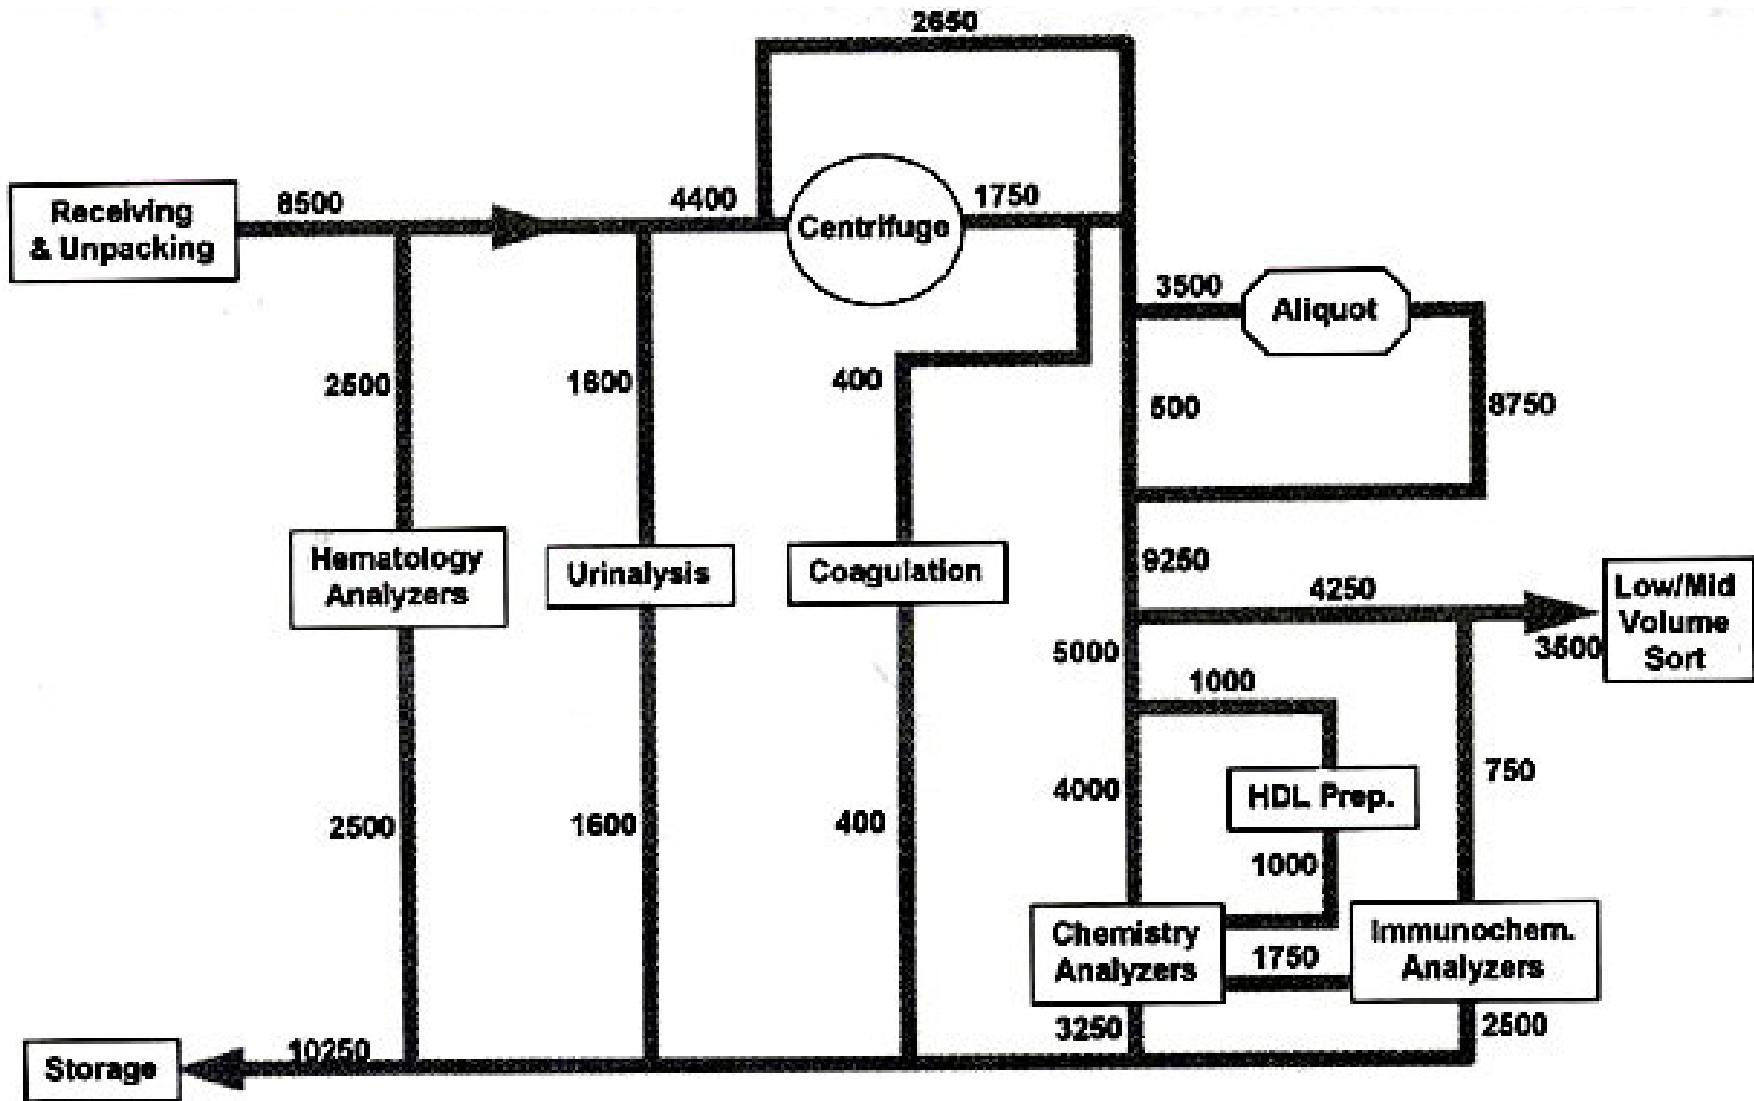 2650
8500
4400
1750
Receiving
& Unpacking
Centrifuge
3500
Aliquot
2500
1600
400
500
8750
Hematology
Analyzers
Urinalysis
Coagulation
9250
4250
Low/Mid
Volume
Sort
3500
5000
1000
4000
HDL Prep.
750
2500
1600
400
1000
Chemistry
Analyzers
1750
Immunochem.
Analyzers
3250
2500
Storage
10250